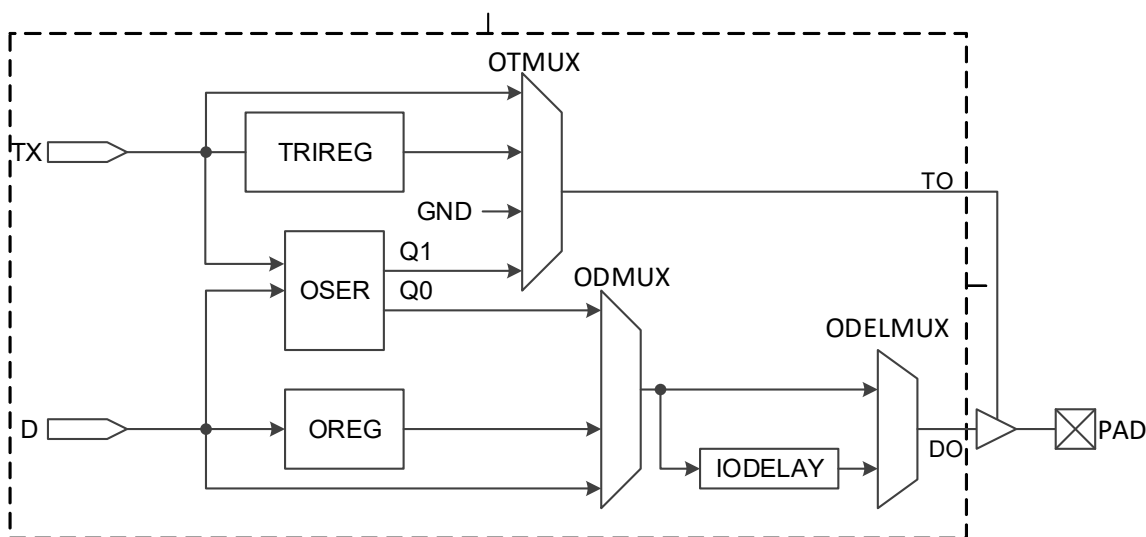 OTMUX
TX
TRIREG
TO
GND
Q1
OSER
Q0
ODMUX
ODELMUX
D
OREG
DO
PAD
IODELAY